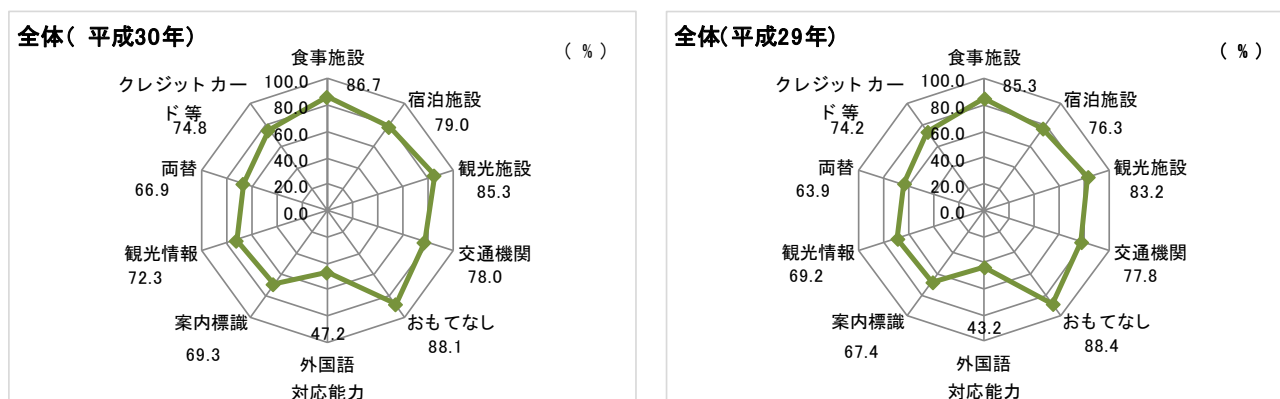 全体( 平成30年)
( % )
食事施設
86.7
宿泊施設
79.0
観光施設
85.3
交通機関
78.0
おもてなし
88.1
47.2
外国語
対応能力
案内標識
69.3
観光情報
72.3
両替
66.9
クレジット カー
ド 等
74.8
100.0
80.0
60.0
40.0
20.0
0.0
全体(平成29年)
( % )
食事施設
85.3
宿泊施設
76.3
観光施設
83.2
交通機関
77.8
おもてなし
88.4
43.2
外国語
対応能力
案内標識
67.4
観光情報
69.2
両替
63.9
クレジット カー
ド 等
74.2
100.0
80.0
60.0
40.0
20.0
0.0